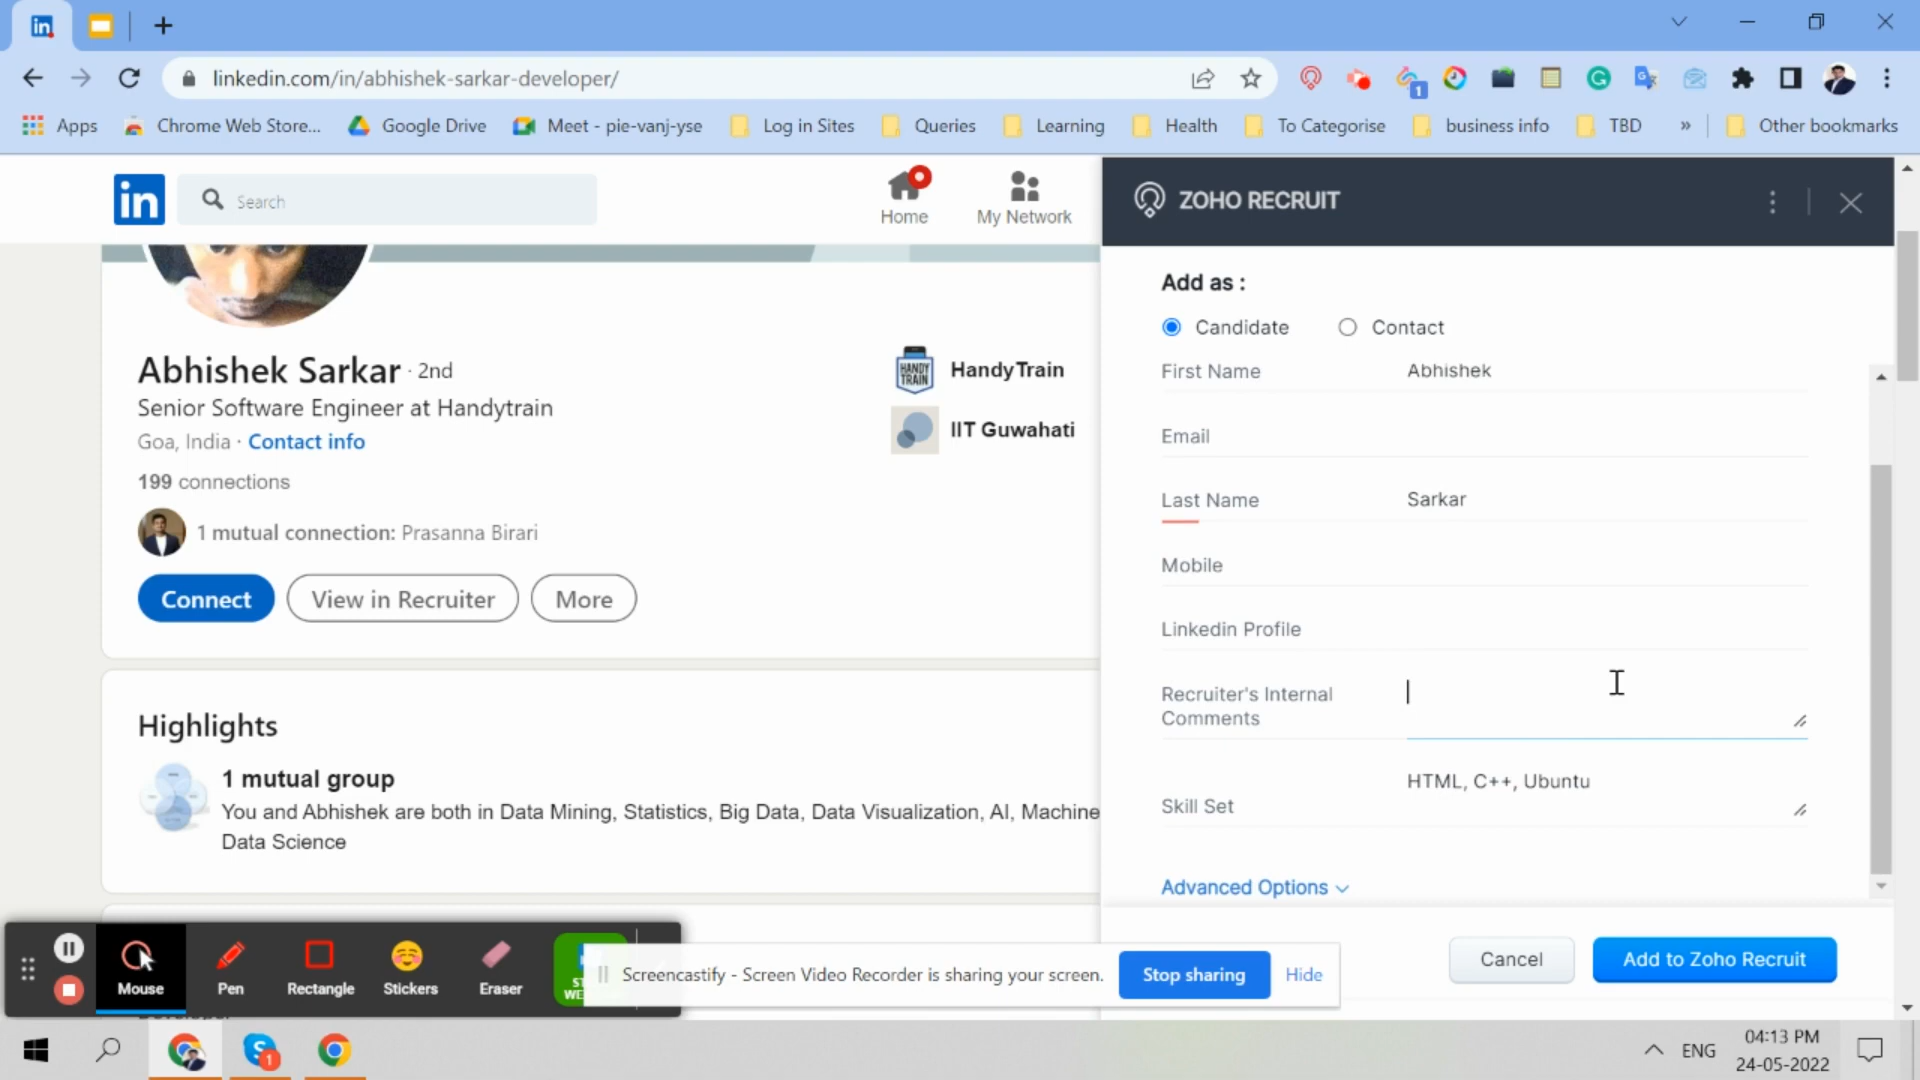 linkedin.com/in/abhishek-sarkar-developer/
1
Apps
Chrome Web Store...
Google Drive
Meet - pie-vanj-yse
Log in Sites
Queries
Learning
Health
To Categorise
business info
TBD
»
Other bookmarks
in
Search
Home
My Network
ZOHO RECRUIT
Abhishek Sarkar · 2nd
Senior Software Engineer at Handytrain
Goa, India · Contact info
199 connections
1 mutual connection: Prasanna Birari
Connect
View in Recruiter
More
HANDY
TRAIN
HandyTrain
IIT Guwahati
Highlights
1 mutual group
You and Abhishek are both in Data Mining, Statistics, Big Data, Data Visualization, AI, Machine
Data Science
Add as :
Candidate
Contact
First Name
Abhishek
Email
Last Name
Sarkar
Mobile
Linkedin Profile
Recruiter's Internal
Comments
Skill Set
HTML, C++, Ubuntu
Advanced Options
Cancel
Add to Zoho Recruit
Mouse
Pen
Rectangle
Stickers
Eraser
Screencastify - Screen Video Recorder is sharing your screen.
Stop sharing
Hide
S
1
ENG
04:13 PM
24-05-2022